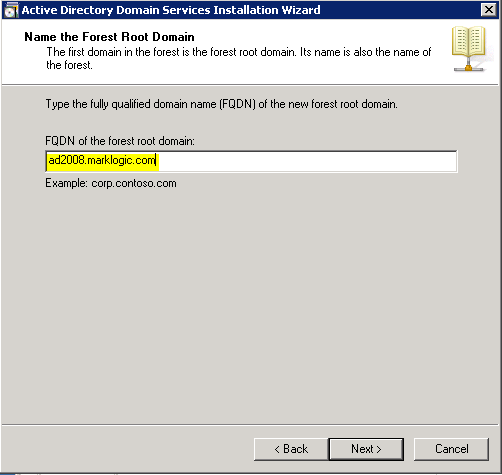 Active Directory Domain Services Installation Wizard
Name the Forest Root Domain
The first domain in the forest is the forest root domain. Its name is also the name of
the forest.
Type the fully qualified domain name (FQDN) of the new forest root domain.
FQDN of the forest root domain:
ad2008.marklogic.com
Example: corp.contoso.com
< Back Next > Cancel